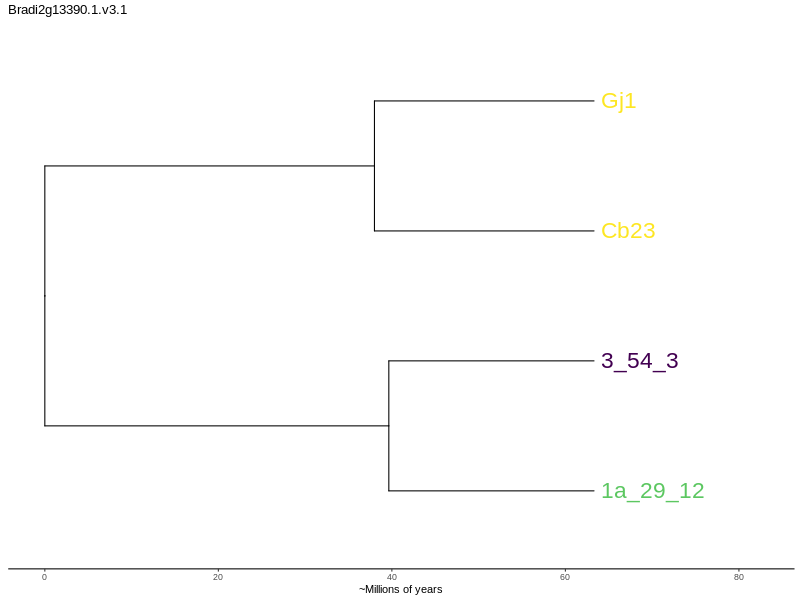 Bradi2g13390.1.v3.1
Gj1
Cb23
3_54_3
1a_29_12
0 20 40 60 80
~Millions of years